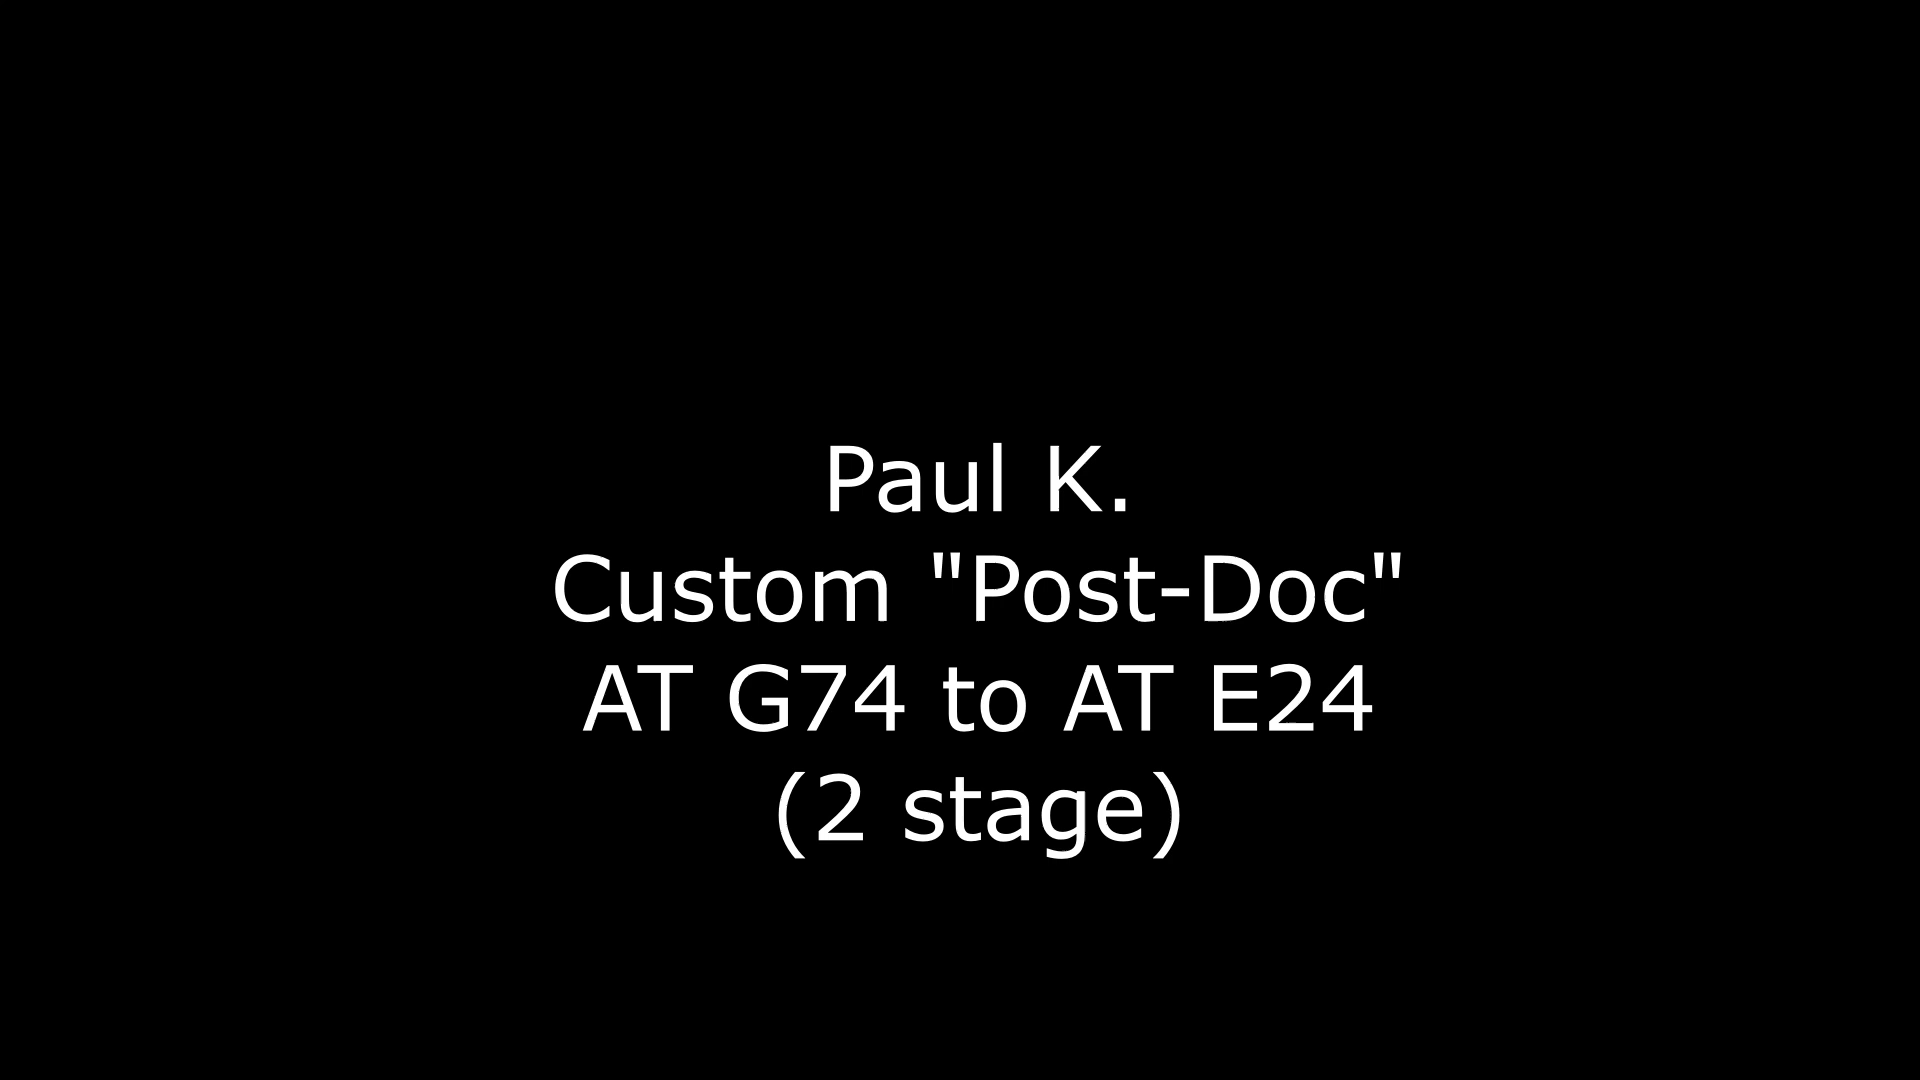 Paul K.
Custom "Post-Doc"
AT G74 to AT E24
(2 stage)